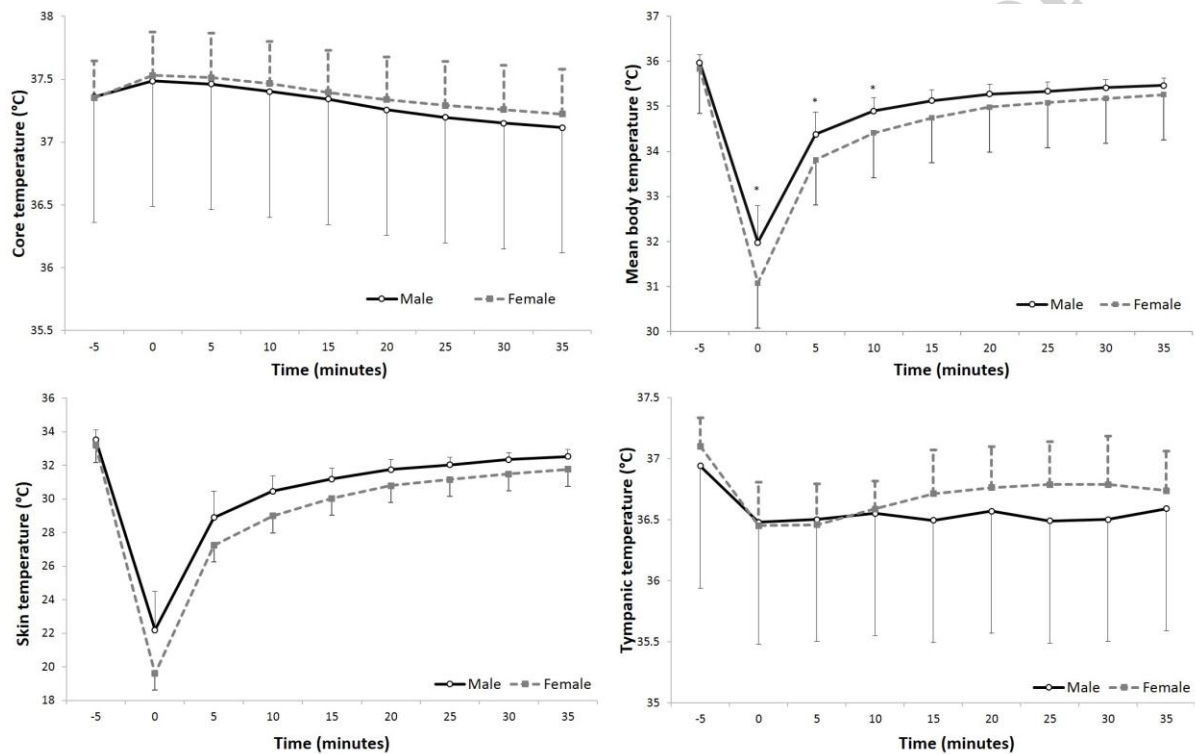 38
37.5
37
36.5
36
35.5
Core temperature (°C)
Male Female
-5 0 5 10 15 20 25 30 35
Time (minutes)
37
36
35
34
33
32
31
30
Mean body temperature (°C)
* * *
Male Female
-5 0 5 10 15 20 25 30 35
Time (minutes)
34
32
30
28
26
24
22
20
18
Skin temperature (°C)
Male Female
-5 0 5 10 15 20 25 30 35
Time (minutes)
37.5
37
36.5
36
35.5
35
Tympanic temperature (°C)
Male Female
-5 0 5 10 15 20 25 30 35
Time (minutes)